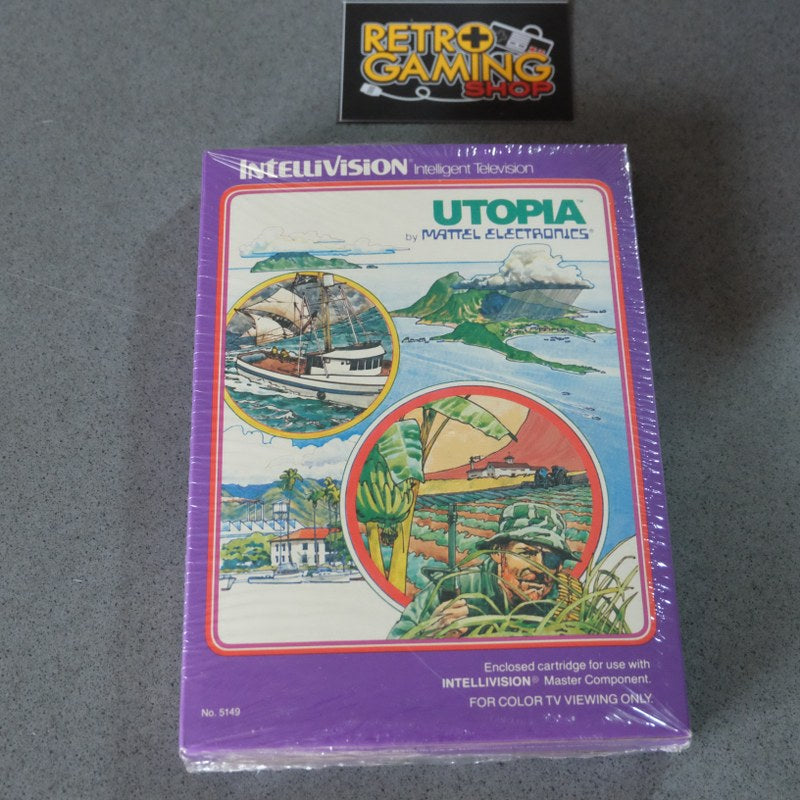 RETRO
GAMING
SHOP
INTELLIVISION® Intelligent Television
UTOPIA™
by MATTEL ELECTRONICS®
Enclosed cartridge for use with
INTELLIVISION® Master Component.
FOR COLOR TV VIEWING ONLY.
No. 5149